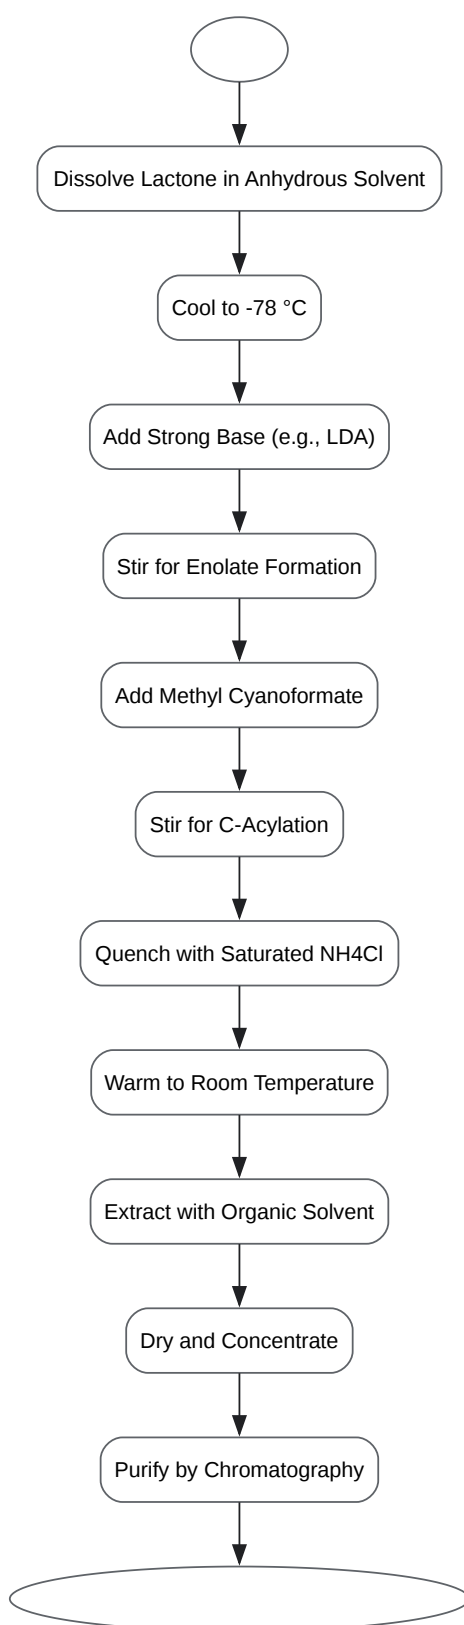 Dissolve Lactone in Anhydrous Solvent
Cool to -78 °C
Add Strong Base (e.g., LDA)
Stir for Enolate Formation
Add Methyl Cyanoformate
Stir for C-Acylation
Quench with Saturated NH4Cl
Warm to Room Temperature
Extract with Organic Solvent
Dry and Concentrate
Purify by Chromatography